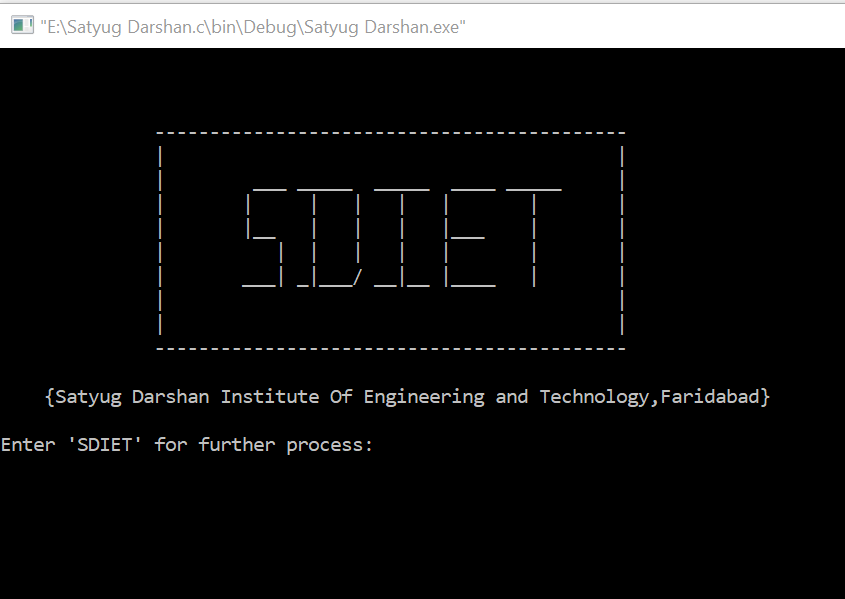 "E:\Satyug Darshan.c\bin\Debug\Satyug Darshan.exe"
SDIET
{Satyug Darshan Institute Of Engineering and Technology,Faridabad}
Enter 'SDIET' for further process: